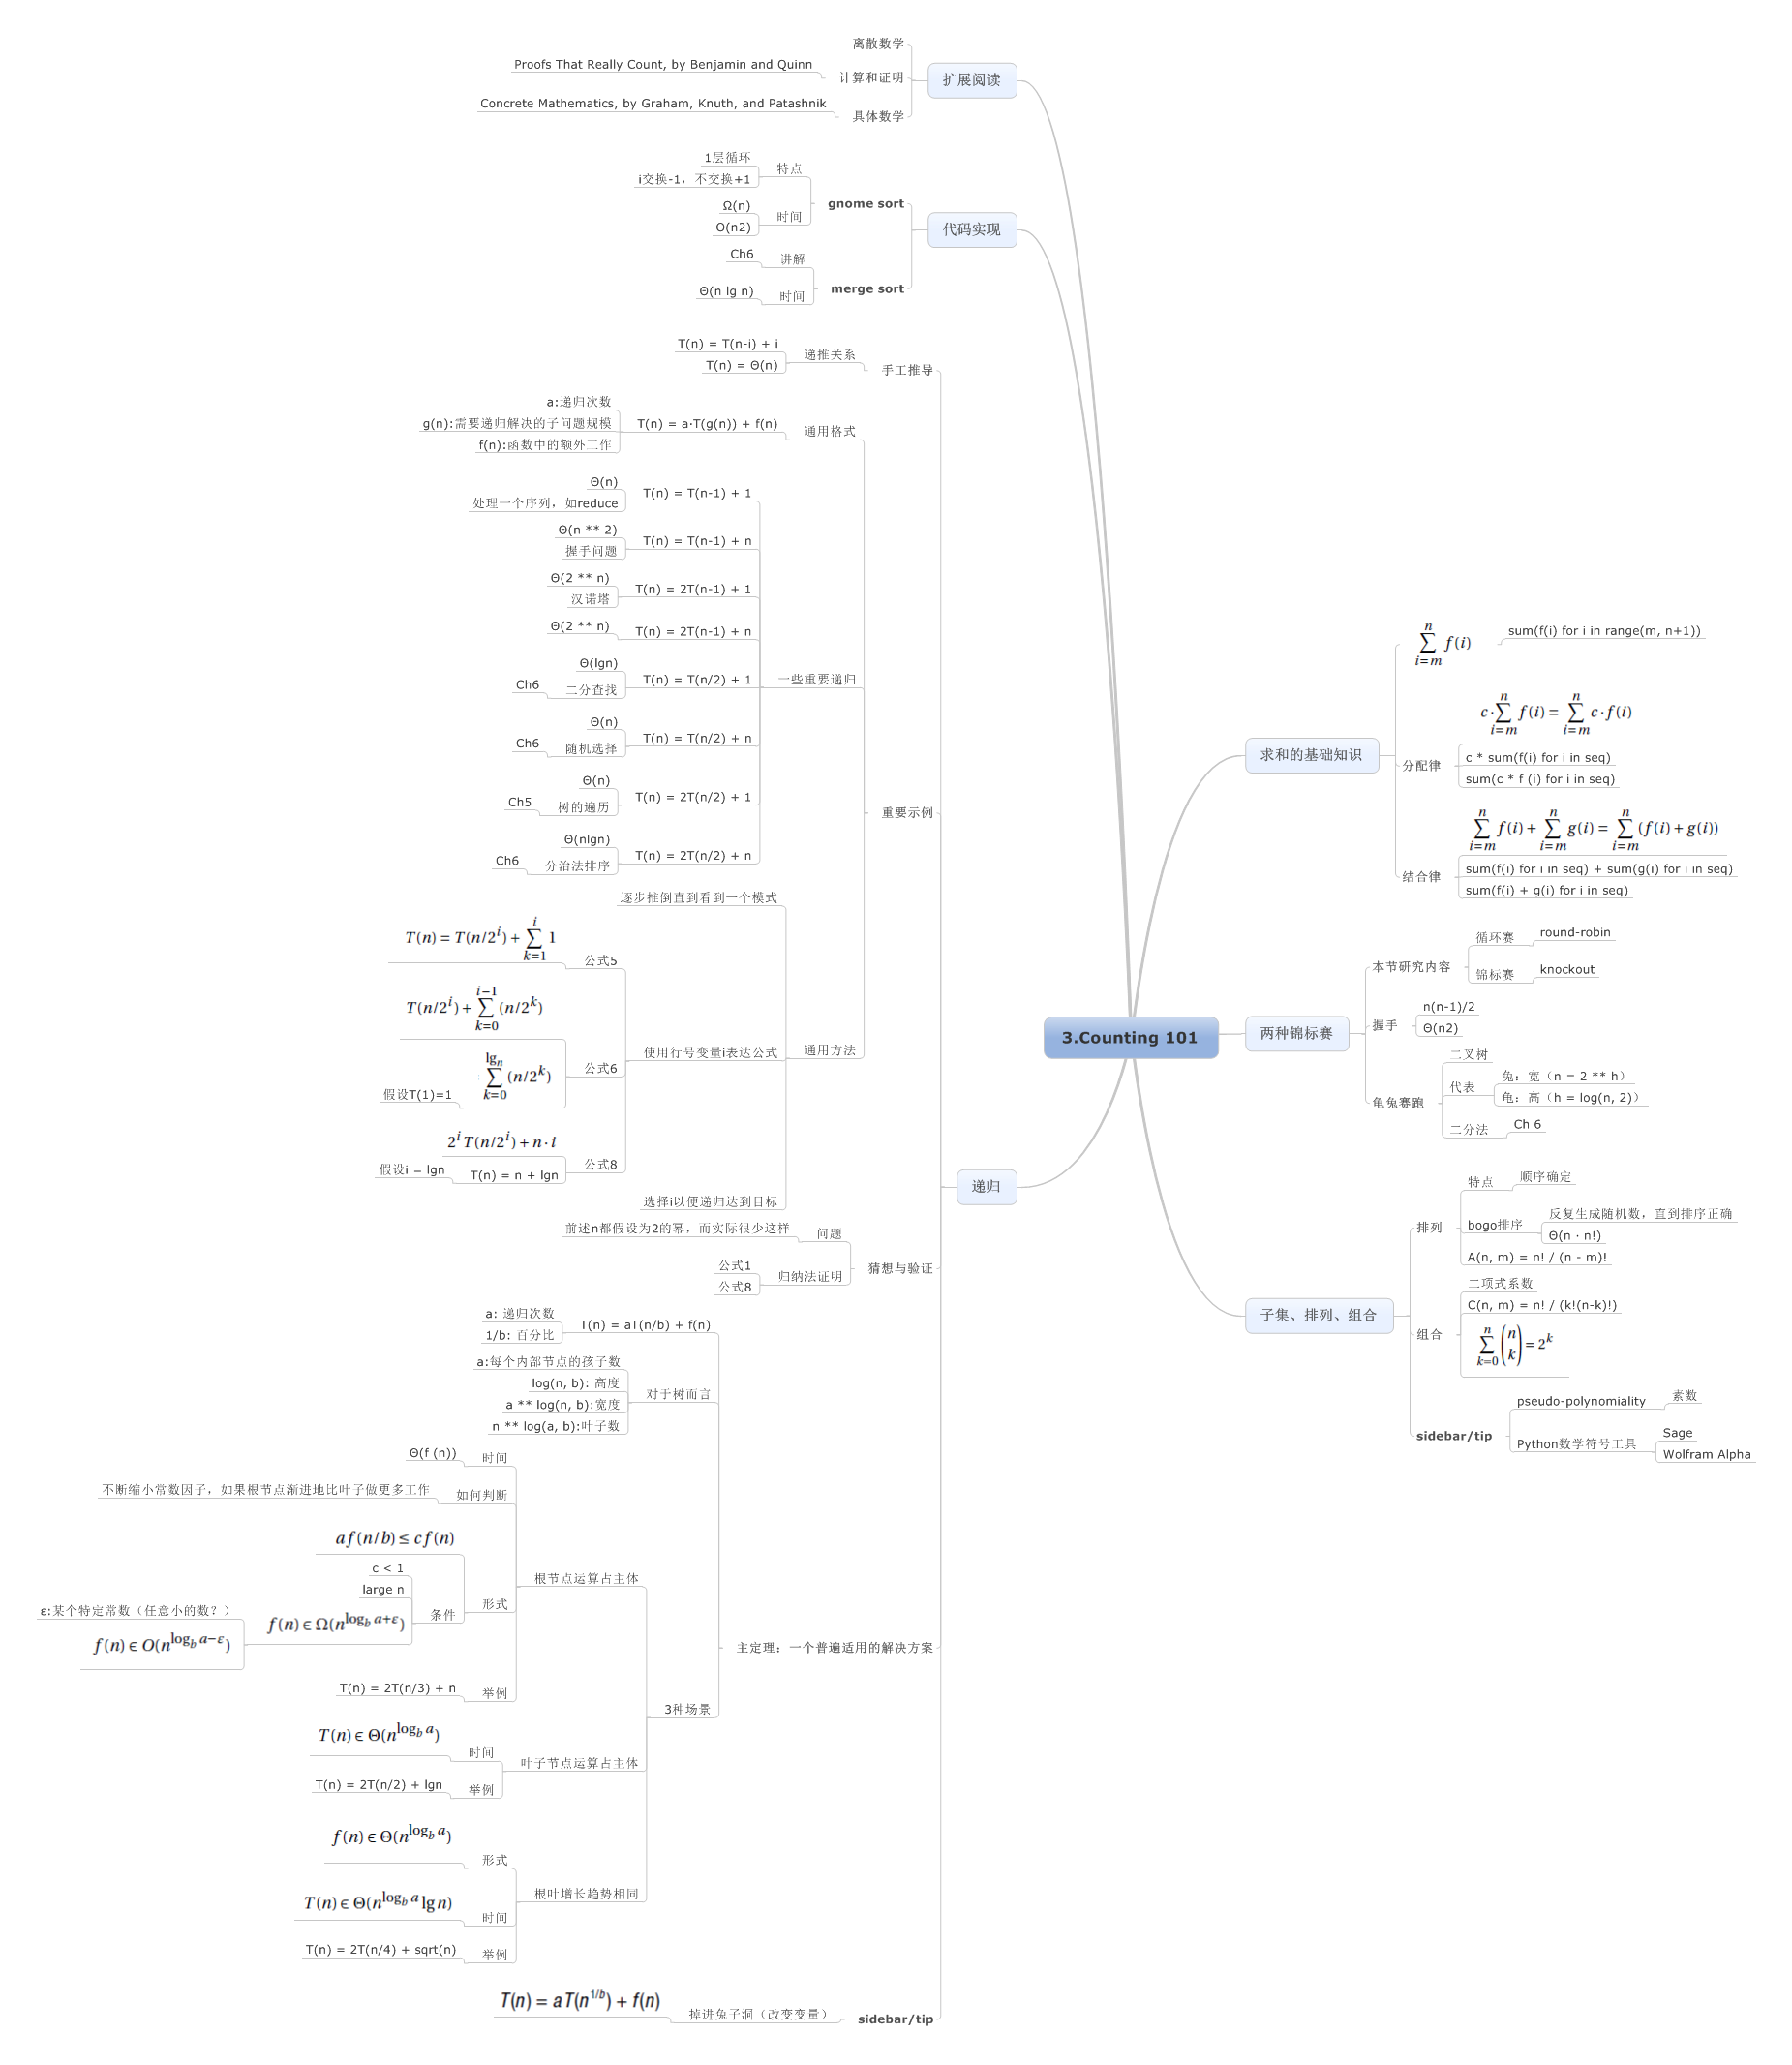 3.Counting 101
求和的基础知识
∑_{i=m}^{n} f(i)
sum(f(i) for i in range(m, n+1))
分配律
c·∑_{i=m}^{n} f(i) = ∑_{i=m}^{n} c·f(i)
c * sum(f(i) for i in seq)
sum(c * f (i) for i in seq)
结合律
∑_{i=m}^{n} f(i) + ∑_{i=m}^{n} g(i) = ∑_{i=m}^{n} (f(i) + g(i))
sum(f(i) for i in seq) + sum(g(i) for i in seq)
sum(f(i) + g(i) for i in seq)
两种锦标赛
本节研究内容
循环赛
round-robin
锦标赛
knockout
握手
n(n-1)/2
Θ(n2)
龟兔赛跑
二叉树
代表
兔：宽（n = 2 ** h）
龟：高（h = log(n, 2)）
二分法
Ch 6
子集、排列、组合
排列
特点
顺序确定
bogo排序
反复生成随机数，直到排序正确
Θ(n · n!)
A(n, m) = n! / (n - m)!
组合
二项式系数
C(n, m) = n! / (k!(n-k)!)
∑_{k=0}^{n} (n k) = 2^k
sidebar/tip
pseudo-polynomiality
素数
Python数学符号工具
Sage
Wolfram Alpha
扩展阅读
离散数学
计算和证明
Proofs That Really Count, by Benjamin and Quinn
具体数学
Concrete Mathematics, by Graham, Knuth, and Patashnik
代码实现
gnome sort
特点
1层循环
i交换-1，不交换+1
时间
Ω(n)
O(n2)
merge sort
讲解
Ch6
时间
Θ(n lg n)
递归
手工推导
递推关系
T(n) = T(n-i) + i
T(n) = Θ(n)
重要示例
通用格式
T(n) = a·T(g(n)) + f(n)
a:递归次数
g(n):需要递归解决的子问题规模
f(n):函数中的额外工作
一些重要递归
T(n) = T(n-1) + 1
Θ(n)
处理一个序列，如reduce
T(n) = T(n-1) + n
Θ(n ** 2)
握手问题
T(n) = 2T(n-1) + 1
Θ(2 ** n)
汉诺塔
T(n) = 2T(n-1) + n
Θ(2 ** n)
T(n) = T(n/2) + 1
Θ(lgn)
二分查找
Ch6
T(n) = T(n/2) + n
Θ(n)
随机选择
Ch6
T(n) = 2T(n/2) + 1
Θ(n)
树的遍历
Ch5
T(n) = 2T(n/2) + n
Θ(nlgn)
分治法排序
Ch6
通用方法
逐步推倒直到看到一个模式
使用行号变量i表达公式
公式5
T(n) = T(n/2^i) + ∑_{k=1}^{i} 1
公式6
T(n/2^i) + ∑_{k=0}^{i−1} (n/2^k)
∑_{k=0}^{lg n} (n/2^k)
假设T(1)=1
公式8
2^i T(n/2^i) + n·i
T(n) = n + lgn
假设i = lgn
选择i以便递归达到目标
猜想与验证
问题
前述n都假设为2的幂，而实际很少这样
归纳法证明
公式1
公式8
主定理：一个普遍适用的解决方案
T(n) = aT(n/b) + f(n)
a: 递归次数
1/b: 百分比
对于树而言
a:每个内部节点的孩子数
log(n, b): 高度
a ** log(n, b):宽度
n ** log(a, b):叶子数
3种场景
根节点运算占主体
时间
Θ(f (n))
如何判断
不断缩小常数因子，如果根节点渐进地比叶子做更多工作
形式
af(n/b) ≤ cf(n)
条件
c < 1
large n
f(n) ∈ Ω(n^{log_b a+ε})
ε:某个特定常数（任意小的数？）
f(n) ∈ O(n^{log_b a−ε})
举例
T(n) = 2T(n/3) + n
叶子节点运算占主体
时间
T(n) ∈ Θ(n^{log_b a})
举例
T(n) = 2T(n/2) + lgn
根叶增长趋势相同
形式
f(n) ∈ Θ(n^{log_b a})
时间
T(n) ∈ Θ(n^{log_b a} lg n)
举例
T(n) = 2T(n/4) + sqrt(n)
sidebar/tip
掉进兔子洞（改变变量）
T(n) = aT(n^{1/b}) + f(n)